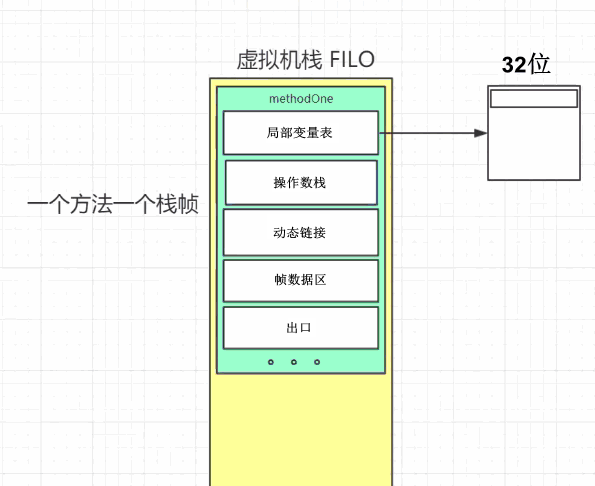 虚拟机栈 FILO
32位
methodOne
局部变量表
操作数栈
一个方法一个栈帧
动态链接
帧数据区
出口